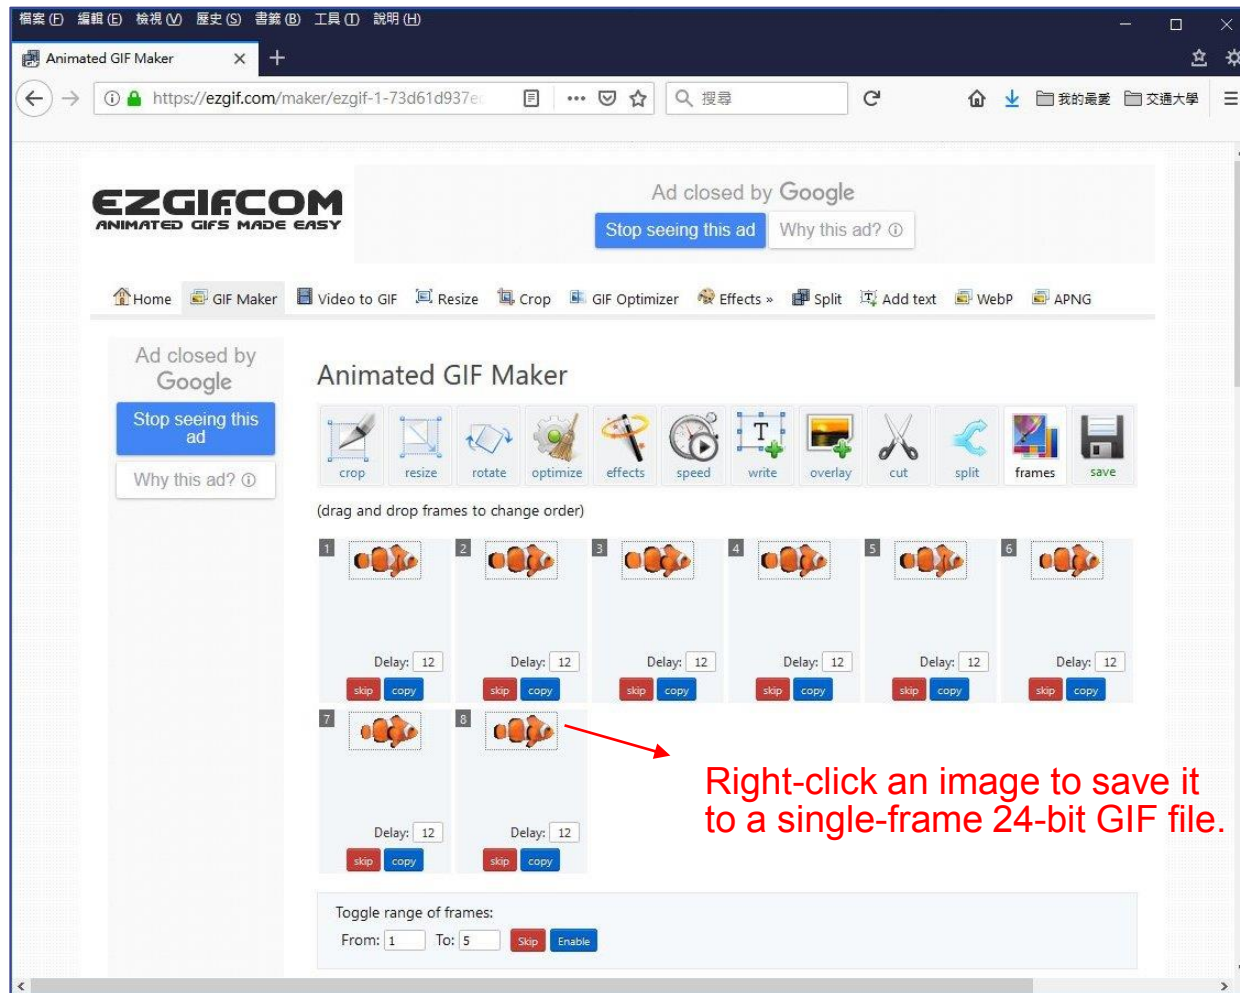 檔案(F) 編輯(E) 檢視(V) 歷史(S) 書籤(B) 工具(T) 說明(H)
Animated GIF Maker
https://ezgif.com/maker/ezgif-1-73d61d937e
搜尋
我的最愛 交通大學
EZGIF.COM
ANIMATED GIFS MADE EASY
Ad closed by Google
Stop seeing this ad Why this ad?
Home GIF Maker Video to GIF Resize Crop GIF Optimizer Effects » Split Add text WebP APNG
Ad closed by
Google
Stop seeing this
ad
Why this ad?
Animated GIF Maker
crop resize rotate optimize effects speed write overlay cut split frames save
(drag and drop frames to change order)
1 2 3 4 5 6
Delay: 12 Delay: 12 Delay: 12 Delay: 12 Delay: 12 Delay: 12
skip copy skip copy skip copy skip copy skip copy skip copy
7 8
Right-click an image to save it
to a single-frame 24-bit GIF file.
Delay: 12 Delay: 12
skip copy skip copy
Toggle range of frames:
From: 1 To: 5 Skip Enable